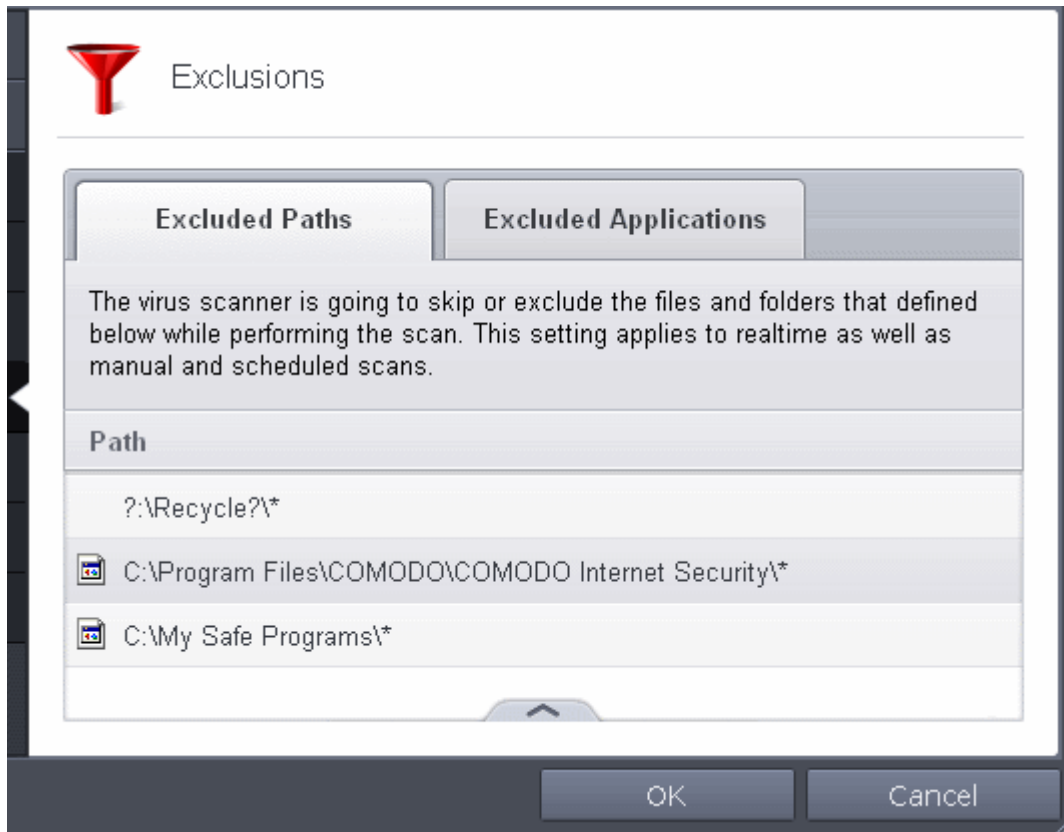 Exclusions
Excluded Paths
Excluded Applications
The virus scanner is going to skip or exclude the files and folders that defined
below while performing the scan. This setting applies to realtime as well as
manual and scheduled scans.
Path
?:\Recycle?\*
C:\Program Files\COMODO\COMODO Internet Security\*
C:\My Safe Programs\*
OK
Cancel